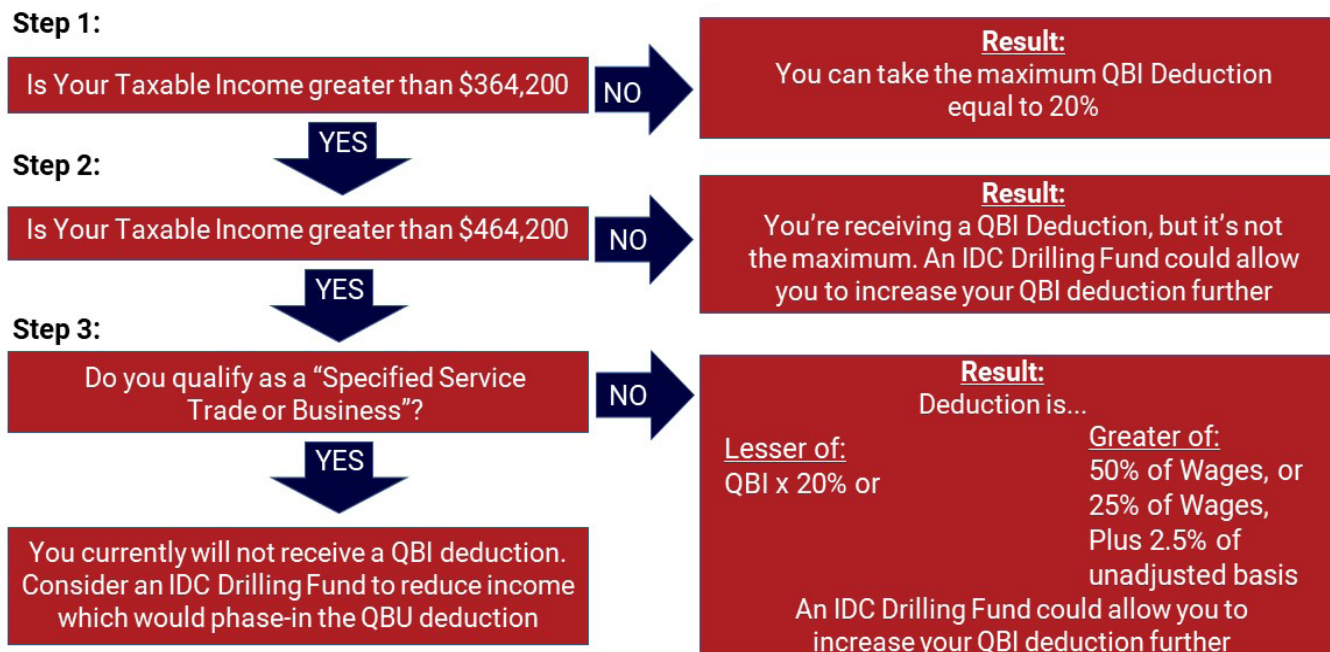 Step 1:
Is Your Taxable Income greater than $364,200
NO
Result:
You can take the maximum QBI Deduction
equal to 20%
YES
Step 2:
Is Your Taxable Income greater than $464,200
NO
Result:
You're receiving a QBI Deduction, but it's not
the maximum. An IDC Drilling Fund could allow
you to increase your QBI deduction further
YES
Step 3:
Do you qualify as a “Specified Service
Trade or Business”?
NO
Result:
Deduction is...
Lesser of:
QBI x 20% or
Greater of:
50% of Wages, or
25% of Wages,
Plus 2.5% of
unadjusted basis
An IDC Drilling Fund could allow you to
increase your QBI deduction further
YES
You currently will not receive a QBI deduction.
Consider an IDC Drilling Fund to reduce income
which would phase-in the QBU deduction